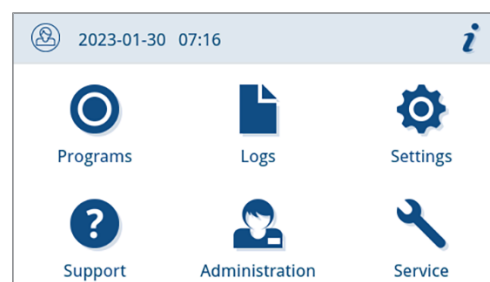 2023-01-30 07:16
Programs Logs Settings
Support Administration Service